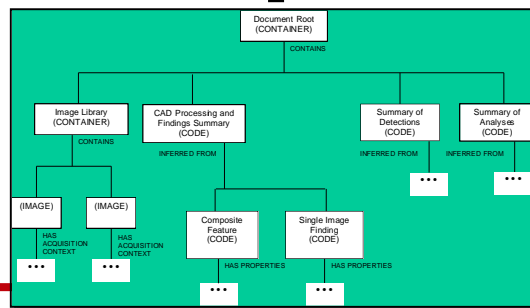 Document Root
(CONTAINER)
CONTAINS
Image Library
(CONTAINER)
CAD Processing and
Findings Summary
(CODE)
Summary of
Detections
(CODE)
Summary of
Analyses
(CODE)
CONTAINS
INFERRED FROM
INFERRED FROM
INFERRED FROM
•••
•••
(IMAGE)
(IMAGE)
Composite
Feature
(CODE)
Single Image
Finding
(CODE)
HAS
ACQUISITION
CONTEXT
HAS
ACQUISITION
CONTEXT
HAS PROPERTIES
HAS PROPERTIES
•••
•••
•••
•••